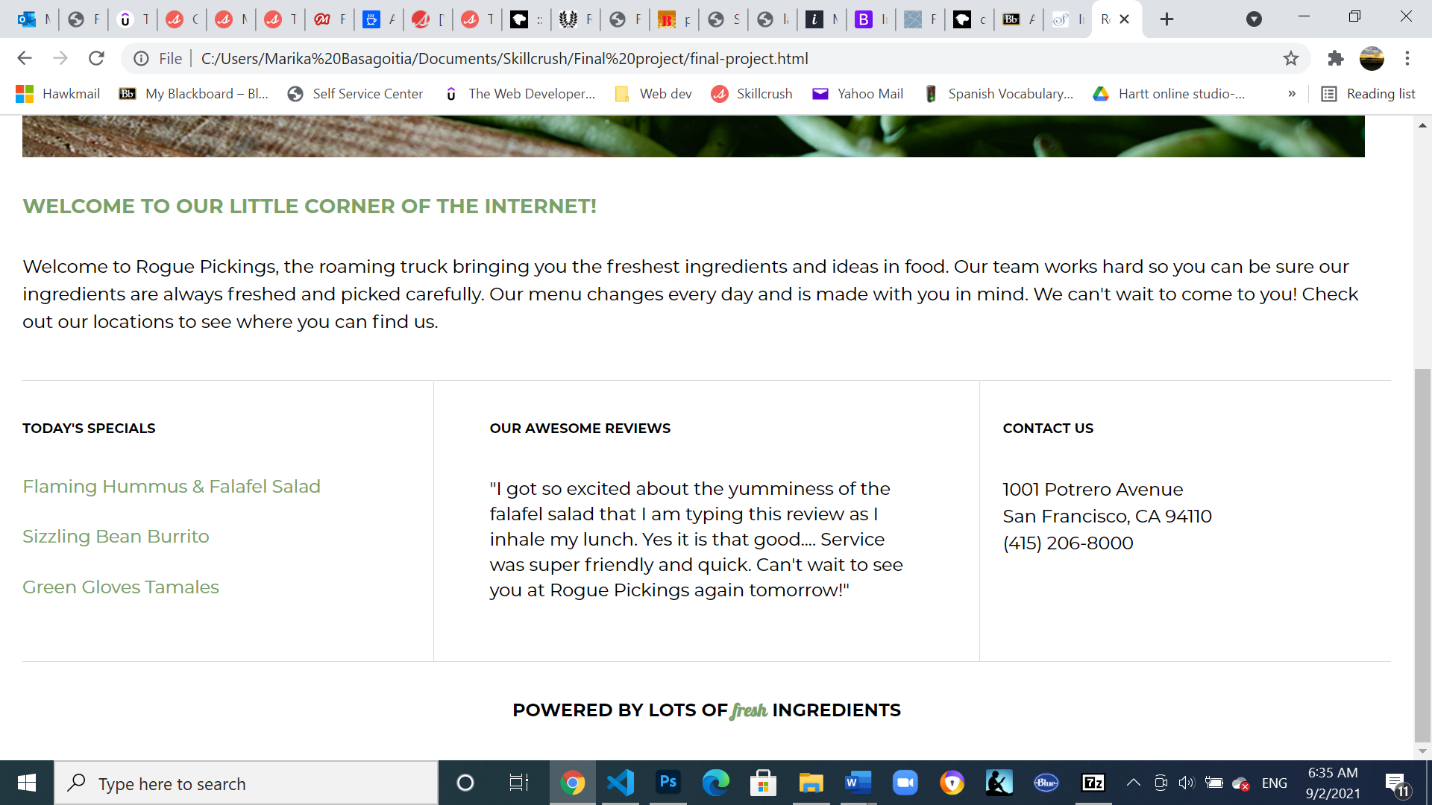 File
C:/Users/Marika%20Basagoitia/Documents/Skillcrush/Final%20project/final-project.html
Hawkmail
My Blackboard – Bl...
Self Service Center
The Web Developer...
Web dev
Skillcrush
Yahoo Mail
Spanish Vocabulary...
Hartt online studio-...
»
Reading list
WELCOME TO OUR LITTLE CORNER OF THE INTERNET!
Welcome to Rogue Pickings, the roaming truck bringing you the freshest ingredients and ideas in food. Our team works hard so you can be sure our
ingredients are always freshed and picked carefully. Our menu changes every day and is made with you in mind. We can't wait to come to you! Check
out our locations to see where you can find us.
TODAY'S SPECIALS
Flaming Hummus & Falafel Salad
Sizzling Bean Burrito
Green Gloves Tamales
OUR AWESOME REVIEWS
"I got so excited about the yumminess of the
falafel salad that I am typing this review as I
inhale my lunch. Yes it is that good.... Service
was super friendly and quick. Can't wait to see
you at Rogue Pickings again tomorrow!"
CONTACT US
1001 Potrero Avenue
San Francisco, CA 94110
(415) 206-8000
POWERED BY LOTS OF fresh INGREDIENTS
Type here to search
Ps
Blue
7z
ENG
6:35 AM
9/2/2021
11